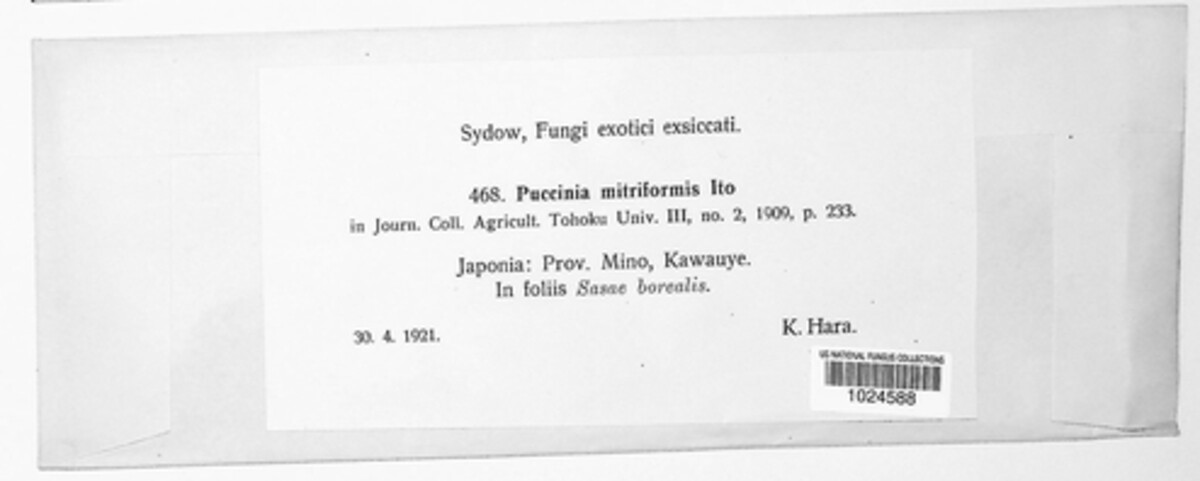 Sydow, Fungi exotici exsiccati.
468. Puccinia mitriformis Ito
in Journ. Coll. Agricult. Tohoku Univ. III, no. 2, 1909, p. 233.
Japonia: Prov. Mino, Kawauye.
In foliis Sasae borealis.
30. 4. 1921.
K. Hara.
US NATIONAL FUNGUS COLLECTIONS
1024588